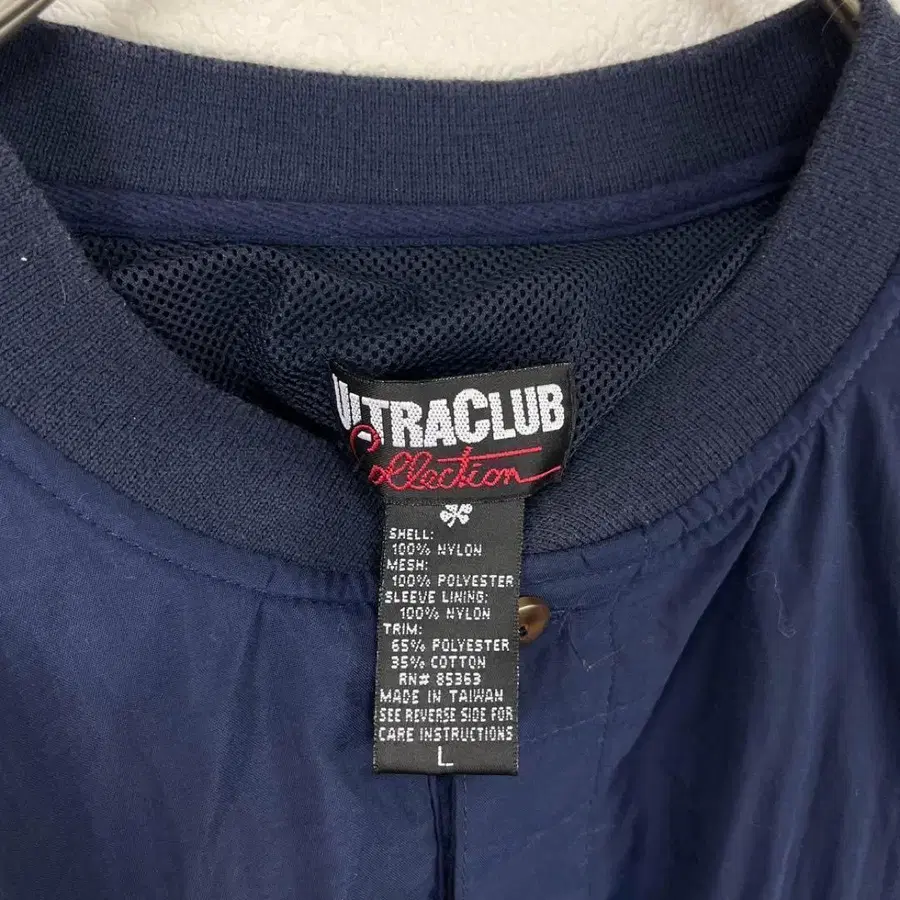 ULTRACLUB
Collection
SHELL:
100% NYLON
MESH:
100% POLYESTER
SLEEVE LINING:
100% NYLON
TRIM:
65% POLYESTER
35% COTTON
RN# 85363
MADE IN TAIWAN
SEE REVERSE SIDE FOR
CARE INSTRUCTIONS
L